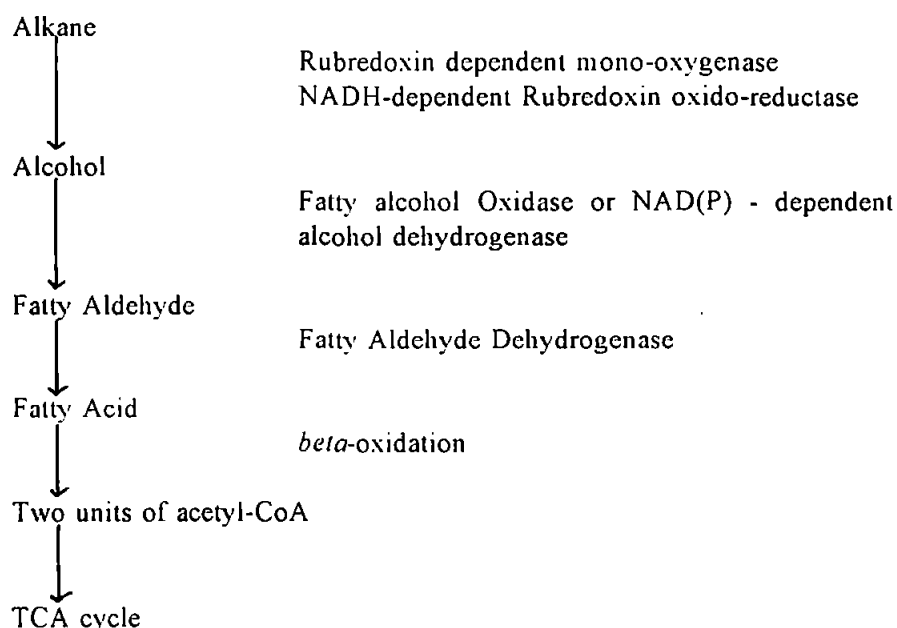 Alkane
Rubredoxin dependent mono-oxygenase
NADH-dependent Rubredoxin oxido-reductase
Alcohol
Fatty alcohol Oxidase or NAD(P) - dependent
alcohol dehydrogenase
Fatty Aldehyde
Fatty Aldehyde Dehydrogenase
Fatty Acid
beta-oxidation
Two units of acetyl-CoA
TCA cycle